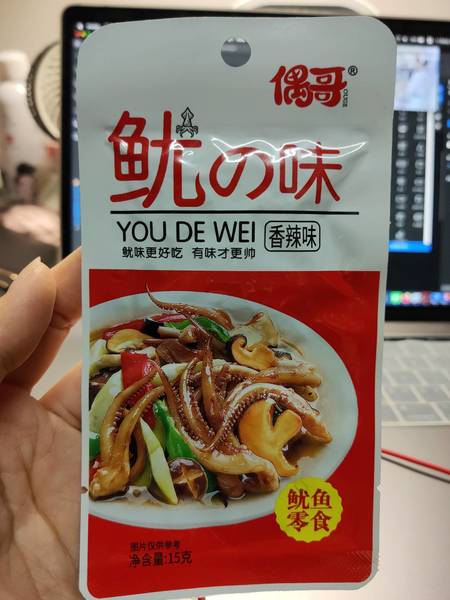 偶哥®
鱿の味
YOU DE WEI 香辣味
鱿味更好吃 有味才更帅
鱿鱼
零食
图片仅供参考
净含量:15克